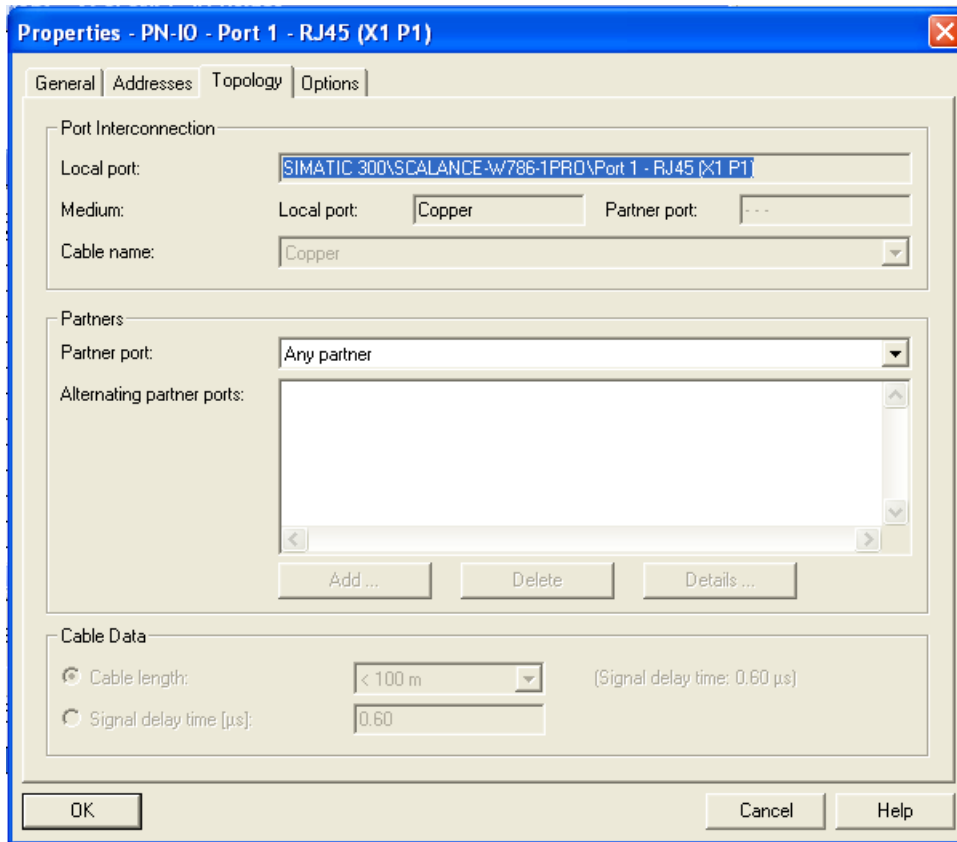 Properties - PN-IO - Port 1 - RJ45 (X1 P1)
General Addresses Topology Options
Port Interconnection
Local port: SIMATIC 300\SCALANCE-W786-1PRO\Port 1 - RJ45 (X1 P1)
Medium: Local port: Copper Partner port: - - -
Cable name: Copper
Partners
Partner port: Any partner
Alternating partner ports:
Add ... Delete Details ...
Cable Data
Cable length: < 100 m (Signal delay time: 0.60 µs)
Signal delay time [µs]: 0.60
OK Cancel Help